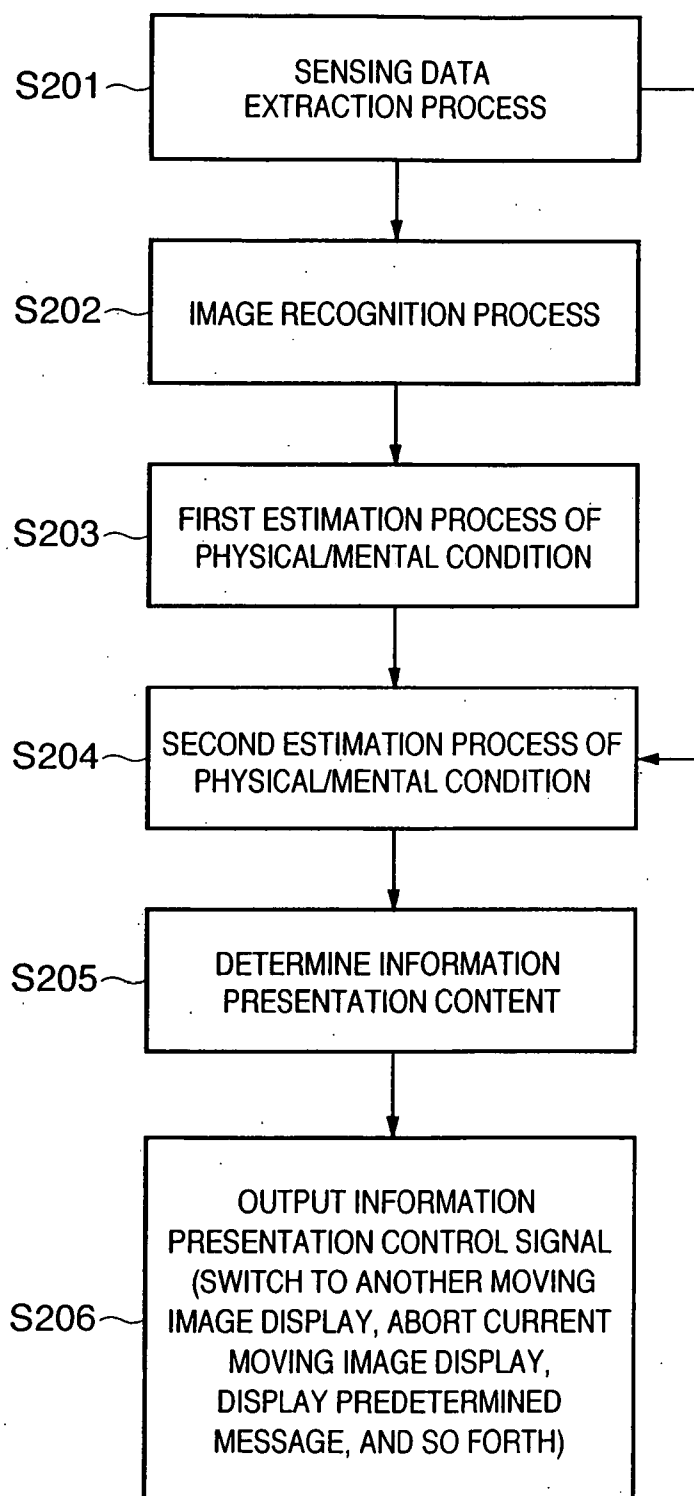 S201
SENSING DATA
EXTRACTION PROCESS
S202
IMAGE RECOGNITION PROCESS
S203
FIRST ESTIMATION PROCESS OF
PHYSICAL/MENTAL CONDITION
S204
SECOND ESTIMATION PROCESS OF
PHYSICAL/MENTAL CONDITION
S205
DETERMINE INFORMATION
PRESENTATION CONTENT
S206
OUTPUT INFORMATION
PRESENTATION CONTROL SIGNAL
(SWITCH TO ANOTHER MOVING
IMAGE DISPLAY, ABORT CURRENT
MOVING IMAGE DISPLAY,
DISPLAY PREDETERMINED
MESSAGE, AND SO FORTH)